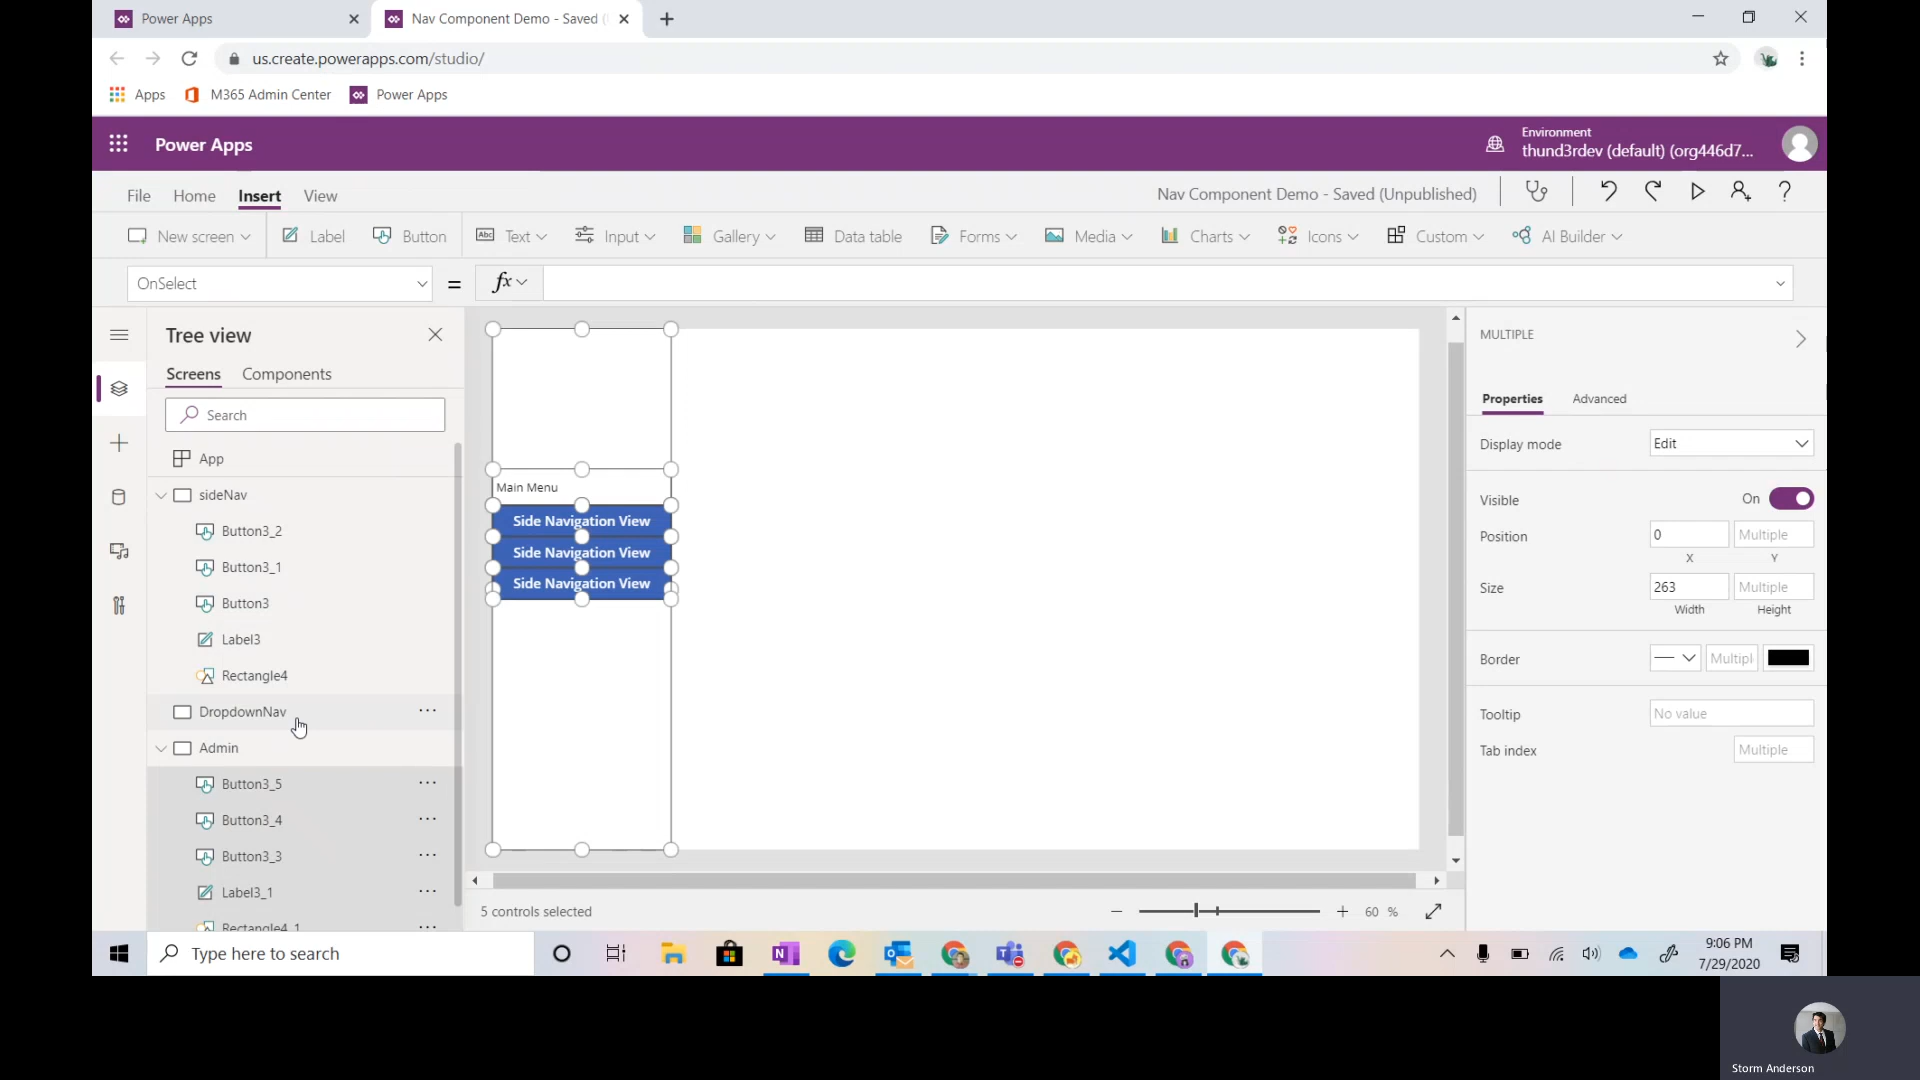 Power Apps
Nav Component Demo - Saved (
us.create.powerapps.com/studio/
Apps
M365 Admin Center
Power Apps
Power Apps
Environment
thund3rdev (default) (org446d7...
File
Home
Insert
View
Nav Component Demo - Saved (Unpublished)
New screen
Label
Button
Abc
Text
Input
Gallery
Data table
Forms
Media
Charts
Icons
Custom
AI Builder
OnSelect
=
fx
Tree view
Screens
Components
Search
App
sideNav
Button3_2
Button3_1
Button3
Label3
Rectangle4
DropdownNav
...
Admin
Button3_5
...
Button3_4
...
Button3_3
...
Label3_1
...
Rectangle4_1
...
Main Menu
Side Navigation View
Side Navigation View
Side Navigation View
5 controls selected
60 %
MULTIPLE
Properties
Advanced
Display mode
Edit
Visible
On
Position
0
Multiple
X
Y
Size
263
Multiple
Width
Height
Border
Multipl
Tooltip
No value
Tab index
Multiple
Type here to search
9:06 PM
7/29/2020
Storm Anderson